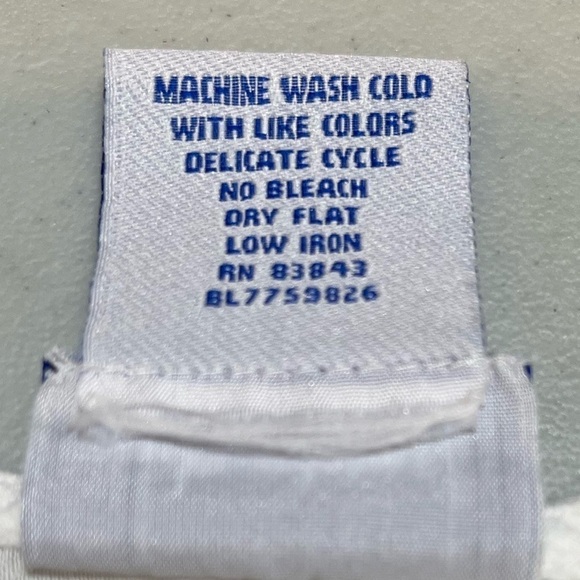 MACHINE WASH COLD
WITH LIKE COLORS
DELICATE CYCLE
NO BLEACH
DRY FLAT
LOW IRON
RN 83843
BL7759826